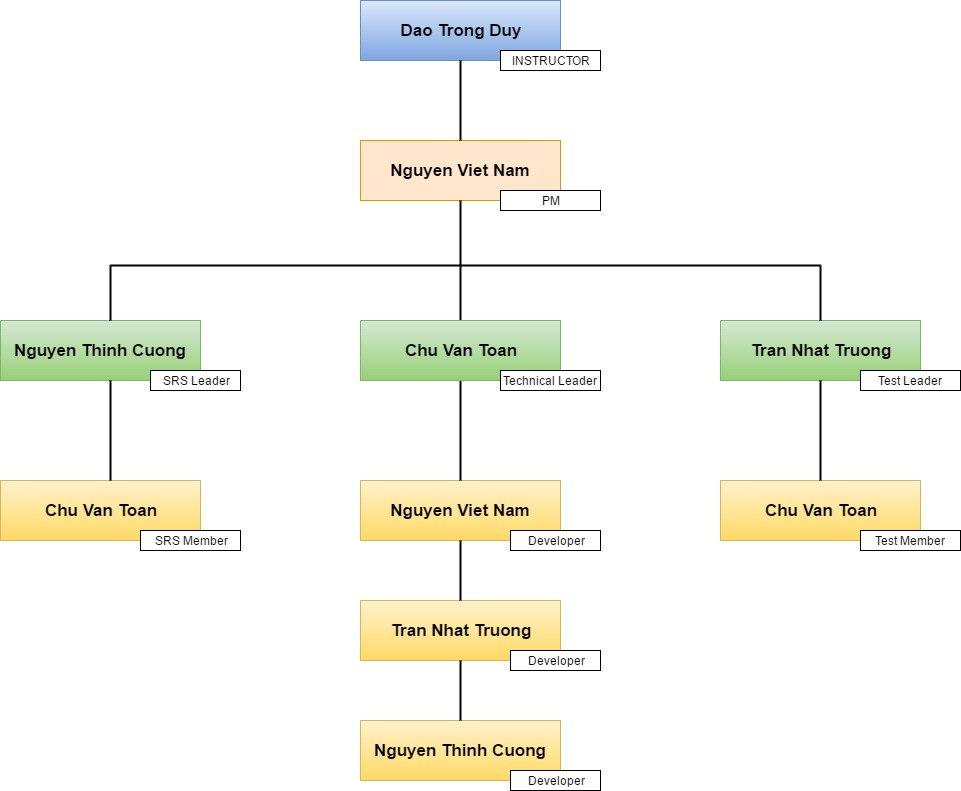 Dao Trong Duy
INSTRUCTOR
Nguyen Viet Nam
PM
Nguyen Thinh Cuong
SRS Leader
Chu Van Toan
Technical Leader
Tran Nhat Truong
Test Leader
Chu Van Toan
SRS Member
Nguyen Viet Nam
Developer
Chu Van Toan
Test Member
Tran Nhat Truong
Developer
Nguyen Thinh Cuong
Developer